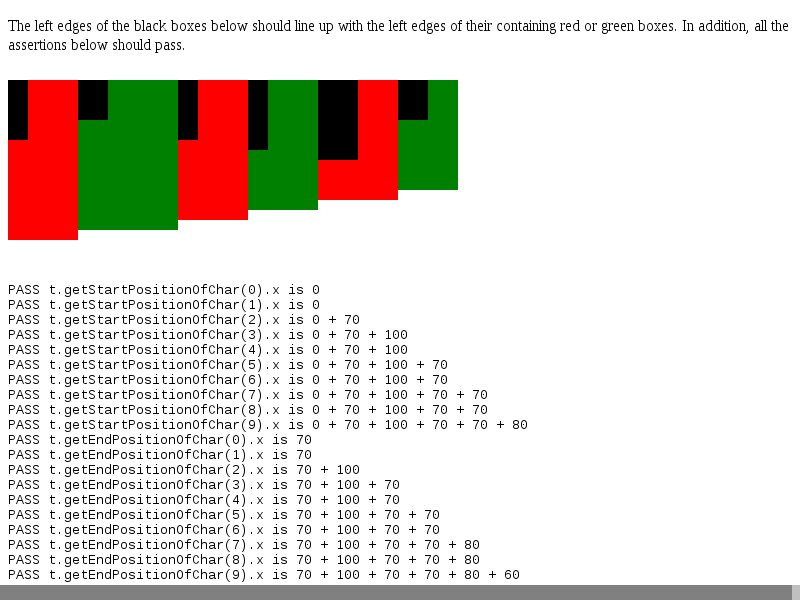 The left edges of the black boxes below should line up with the left edges of their containing red or green boxes. In addition, all the
assertions below should pass.
PASS t.getStartPositionOfChar(0).x is 0
PASS t.getStartPositionOfChar(1).x is 0
PASS t.getStartPositionOfChar(2).x is 0 + 70
PASS t.getStartPositionOfChar(3).x is 0 + 70 + 100
PASS t.getStartPositionOfChar(4).x is 0 + 70 + 100
PASS t.getStartPositionOfChar(5).x is 0 + 70 + 100 + 70
PASS t.getStartPositionOfChar(6).x is 0 + 70 + 100 + 70
PASS t.getStartPositionOfChar(7).x is 0 + 70 + 100 + 70 + 70
PASS t.getStartPositionOfChar(8).x is 0 + 70 + 100 + 70 + 70
PASS t.getStartPositionOfChar(9).x is 0 + 70 + 100 + 70 + 70 + 80
PASS t.getEndPositionOfChar(0).x is 70
PASS t.getEndPositionOfChar(1).x is 70
PASS t.getEndPositionOfChar(2).x is 70 + 100
PASS t.getEndPositionOfChar(3).x is 70 + 100 + 70
PASS t.getEndPositionOfChar(4).x is 70 + 100 + 70
PASS t.getEndPositionOfChar(5).x is 70 + 100 + 70 + 70
PASS t.getEndPositionOfChar(6).x is 70 + 100 + 70 + 70
PASS t.getEndPositionOfChar(7).x is 70 + 100 + 70 + 70 + 80
PASS t.getEndPositionOfChar(8).x is 70 + 100 + 70 + 70 + 80
PASS t.getEndPositionOfChar(9).x is 70 + 100 + 70 + 70 + 80 + 60